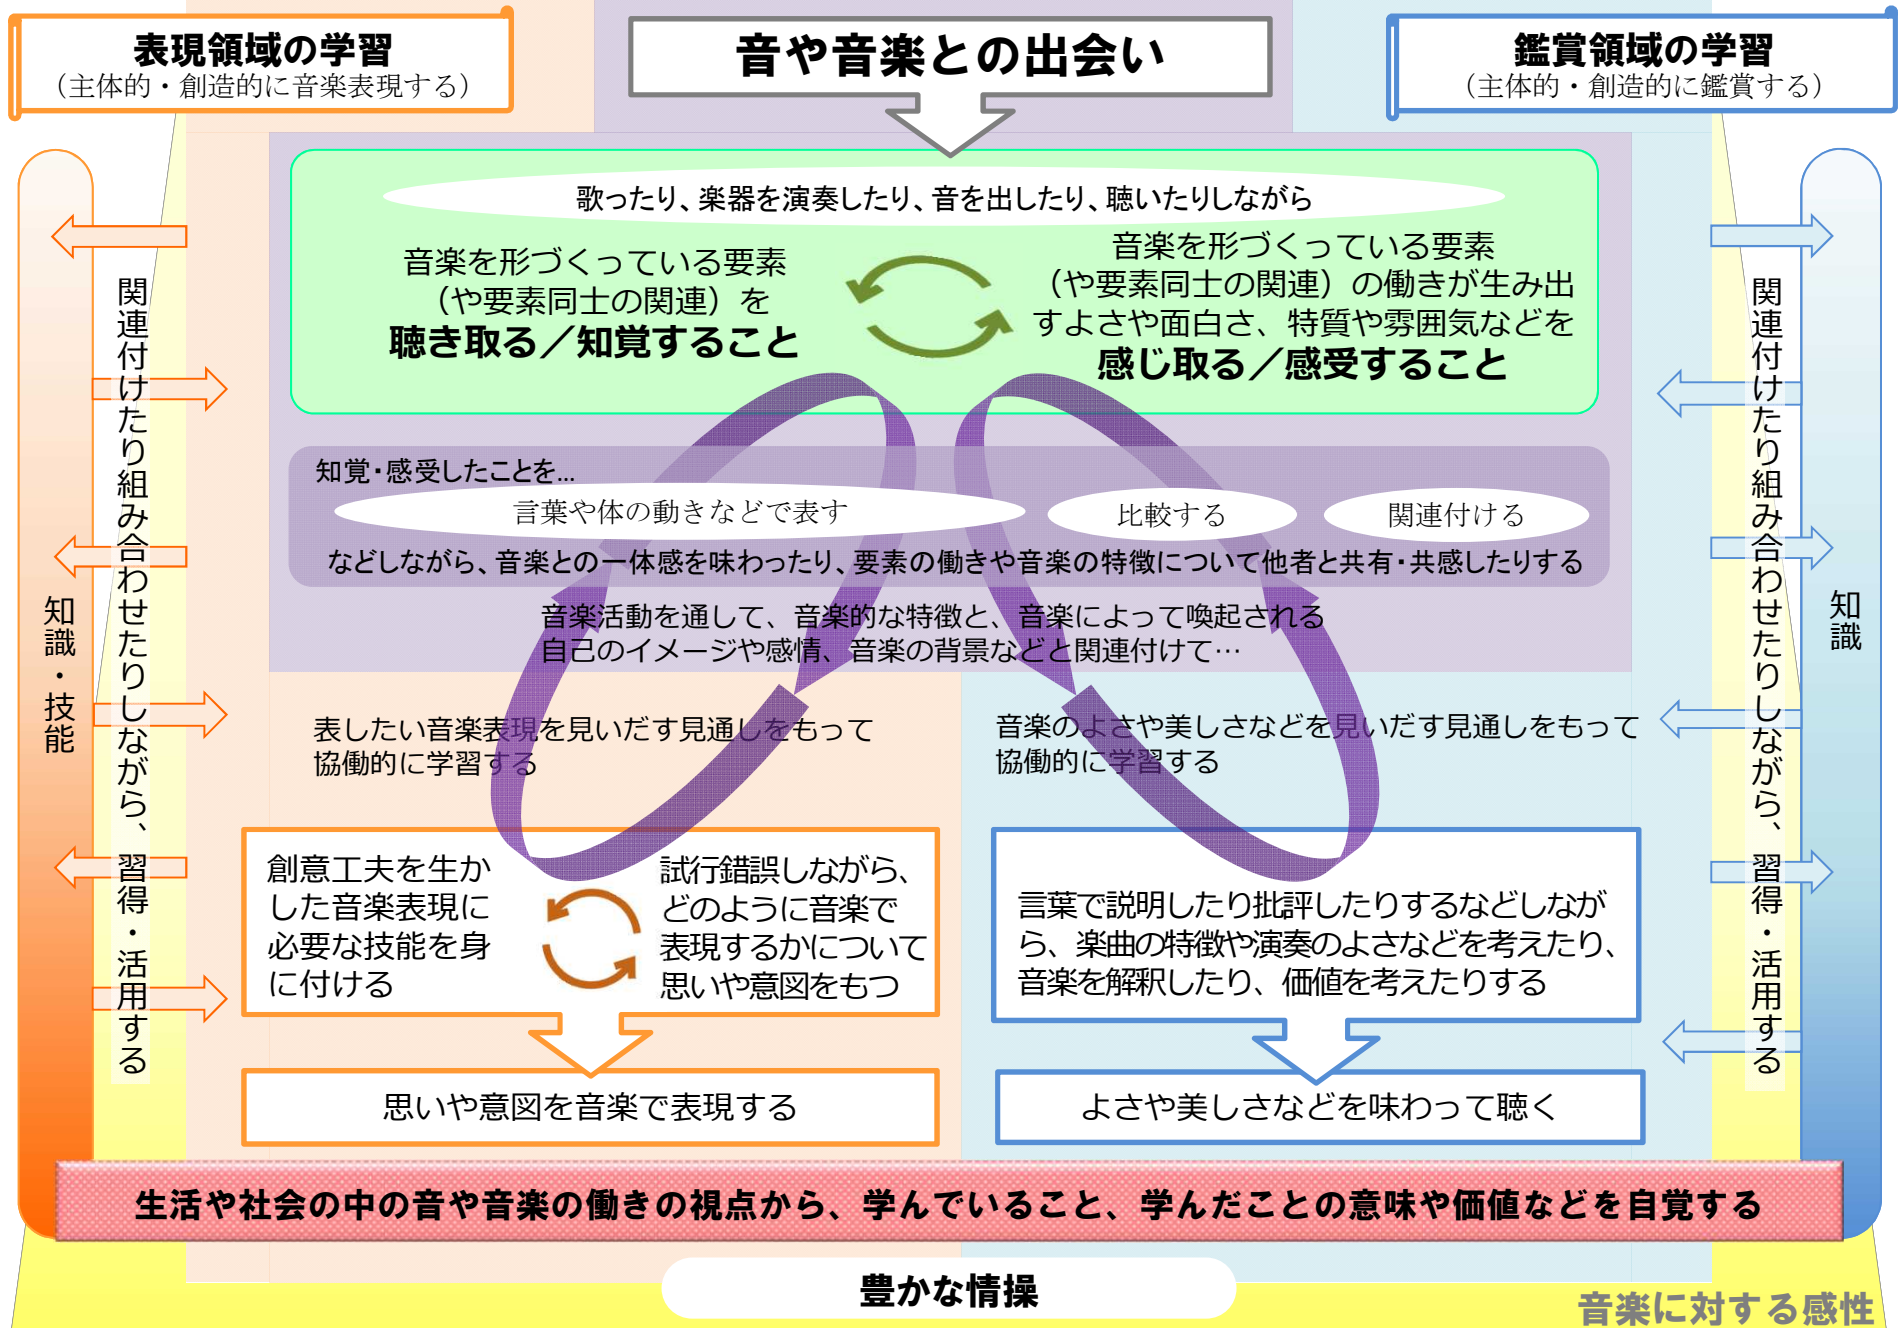 表現領域の学習
（主体的・創造的に音楽表現する）
音や音楽との出会い
鑑賞領域の学習
（主体的・創造的に鑑賞する）
歌ったり、楽器を演奏したり、音を出したり、聴いたりしながら
音楽を形づくっている要素
（や要素同士の関連）を
聴き取る／知覚すること
音楽を形づくっている要素
（や要素同士の関連）の働きが生み出
すよさや面白さ、特質や雰囲気などを
感じ取る／感受すること
知覚・感受したことを…
言葉や体の動きなどで表す
比較する
関連付ける
などしながら、音楽との一体感を味わったり、要素の働きや音楽の特徴について他者と共有・共感したりする
音楽活動を通して、音楽的な特徴と、音楽によって喚起される
自己のイメージや感情、音楽の背景などと関連付けて…
知識・技能
関連付けたり組み合わせたりしながら、習得・活用する
表したい音楽表現を見いだす見通しをもって
協働的に学習する
音楽のよさや美しさなどを見いだす見通しをもって
協働的に学習する
関連付けたり組み合わせたりしながら、習得・活用する
知識
創意工夫を生か
した音楽表現に
必要な技能を身
に付ける
試行錯誤しながら、
どのように音楽で
表現するかについて
思いや意図をもつ
言葉で説明したり批評したりするなどしなが
ら、楽曲の特徴や演奏のよさなどを考えたり、
音楽を解釈したり、価値を考えたりする
思いや意図を音楽で表現する
よさや美しさなどを味わって聴く
生活や社会の中の音や音楽の働きの視点から、学んでいること、学んだことの意味や価値などを自覚する
豊かな情操
音楽に対する感性